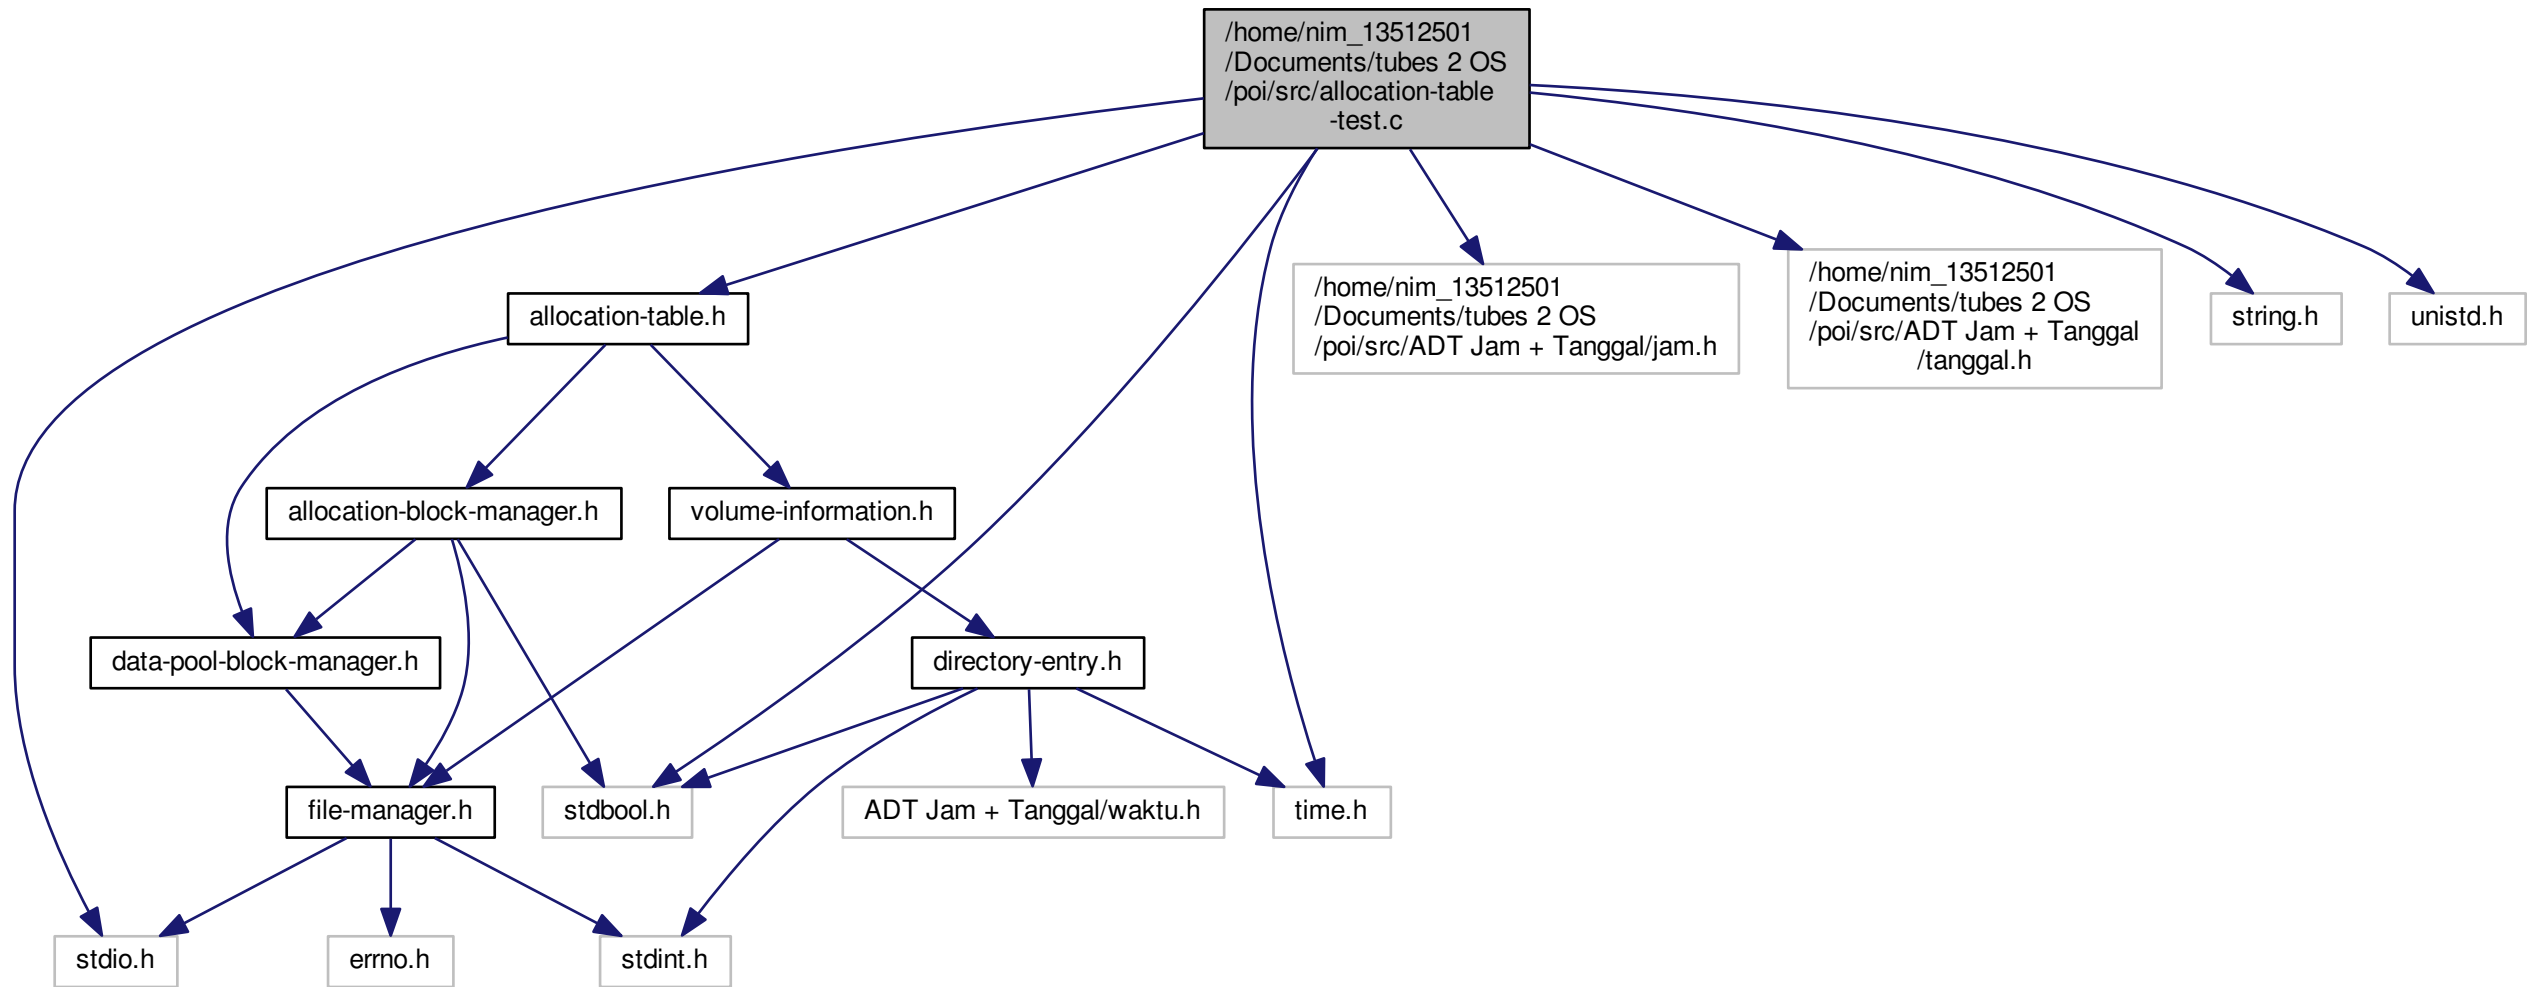 /home/nim_13512501
/Documents/tubes 2 OS
/poi/src/allocation-table
-test.c
allocation-table.h
/home/nim_13512501
/Documents/tubes 2 OS
/poi/src/ADT Jam + Tanggal/jam.h
/home/nim_13512501
/Documents/tubes 2 OS
/poi/src/ADT Jam + Tanggal
/tanggal.h
string.h
unistd.h
allocation-block-manager.h
volume-information.h
data-pool-block-manager.h
directory-entry.h
file-manager.h
stdbool.h
ADT Jam + Tanggal/waktu.h
time.h
stdio.h
errno.h
stdint.h